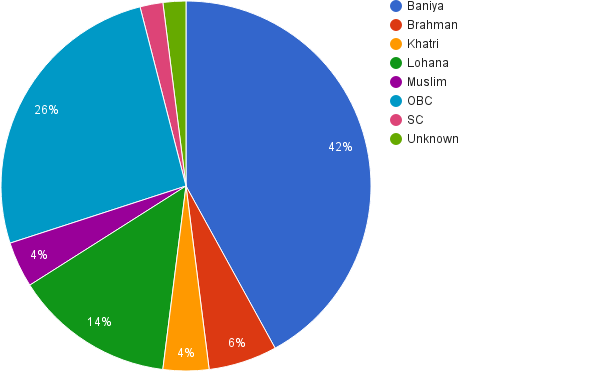 Baniya
Brahman
Khatri
Lohana
Muslim
OBC
SC
Unknown
26%
42%
4%
14%
4%
6%